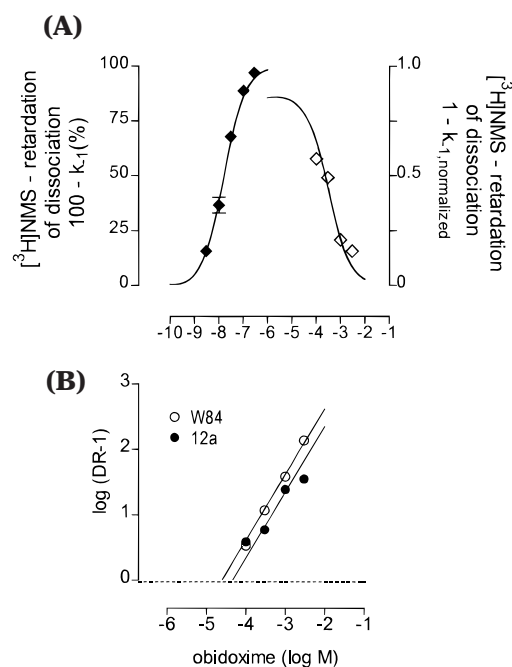 (A)
[³H]NMS - retardation
of dissociation
100 - k-1(%)
100
75
50
25
0
1.0
0.5
0
[³H]NMS - retardation
of dissociation
1 - k-1,normalized
-10 -9 -8 -7 -6 -5 -4 -3 -2 -1
(B)
log (DR-1)
3
2
1
0
W84
12a
-6 -5 -4 -3 -2 -1
obidoxime (log M)